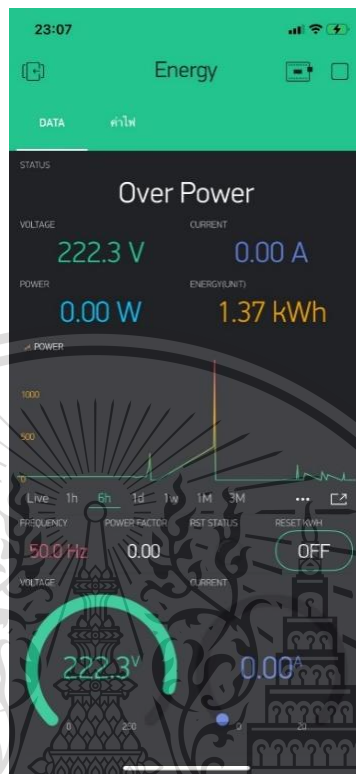 23:07
Energy
DATA ค่าไฟ
STATUS
Over Power
VOLTAGE CURRENT
222.3 V 0.00 A
POWER ENERGY(UNIT)
0.00 W 1.37 kWh
POWER
1000
500
0
Live 1h 6h 1d 1w 1M 3M ...
FREQUENCY POWER FACTOR RST STATUS RESET KWH
50.0 Hz 0.00 OFF
VOLTAGE CURRENT
222.3V 0.00A
0 250 0 20